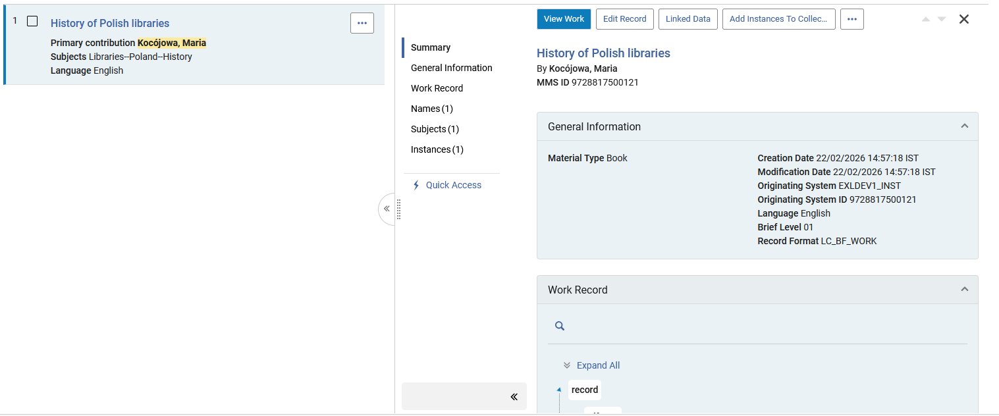 1
History of Polish libraries
Primary contribution Kocójowa, Maria
Subjects Libraries--Poland--History
Language English
Summary
General Information
Work Record
Names (1)
Subjects (1)
Instances (1)
Quick Access
View Work
Edit Record
Linked Data
Add Instances To Collec...
History of Polish libraries
By Kocójowa, Maria
MMS ID 9728817500121
General Information
Material Type Book
Creation Date 22/02/2026 14:57:18 IST
Modification Date 22/02/2026 14:57:18 IST
Originating System EXLDEV1_INST
Originating System ID 9728817500121
Language English
Brief Level 01
Record Format LC_BF_WORK
Work Record
Expand All
record